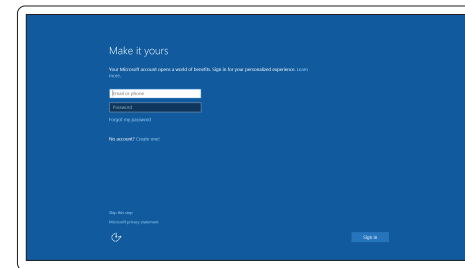 Make it yours
Your Microsoft account opens a world of benefits. Sign in for your personalized experience. Learn
more.
Email or phone
Password
Forgot my password
No account? Create one!
Skip this step
Microsoft privacy statement
Sign in